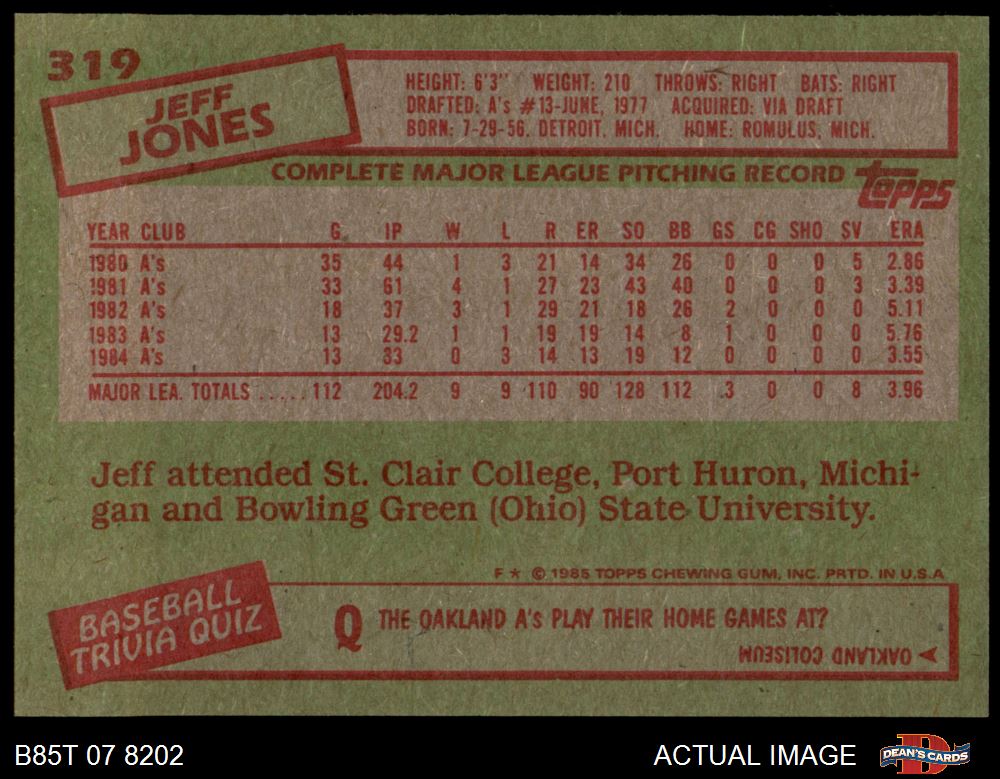 319
JEFF
JONES
HEIGHT: 6'3" WEIGHT: 210 THROWS: RIGHT BATS: RIGHT
DRAFTED: A's #13-JUNE, 1977 ACQUIRED: VIA DRAFT
BORN: 7-29-56, DETROIT, MICH. HOME: ROMULUS, MICH.
COMPLETE MAJOR LEAGUE PITCHING RECORD
topps
YEAR CLUB G IP W L R ER SO BB GS CG SHO SV ERA
1980 A's 35 44 1 3 21 14 34 26 0 0 0 5 2.86
1981 A's 33 61 4 1 27 23 43 40 0 0 0 3 3.39
1982 A's 18 37 3 1 29 21 18 26 2 0 0 0 5.11
1983 A's 13 29.2 1 1 19 19 14 8 1 0 0 0 5.76
1984 A's 13 33 0 3 14 13 19 12 0 0 0 0 3.55
MAJOR LEA. TOTALS ..... 112 204.2 9 9 110 90 128 112 3 0 0 8 3.96
Jeff attended St. Clair College, Port Huron, Michi-
gan and Bowling Green (Ohio) State University.
F★ © 1985 TOPPS CHEWING GUM, INC. PRTD. IN U.S.A
BASEBALL
TRIVIA QUIZ
Q THE OAKLAND A's PLAY THEIR HOME GAMES AT?
A OAKLAND COLISEUM
B85T 07 8202
ACTUAL IMAGE
DEAN'S CARDS